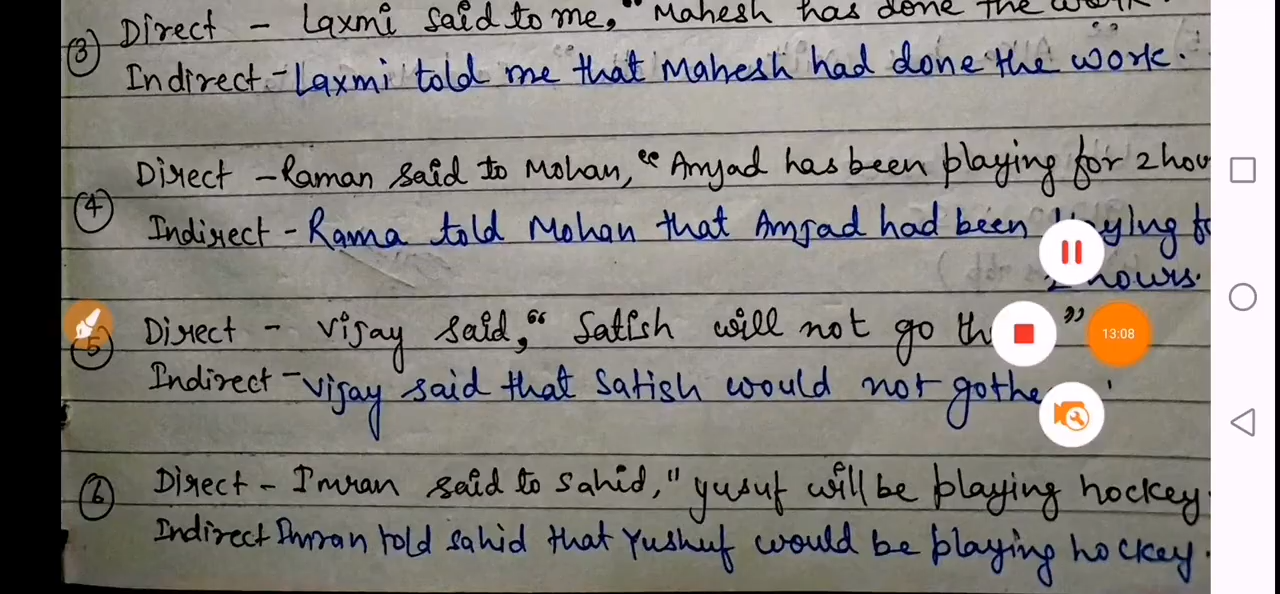 ③ Direct - Laxmi said to me, "Mahesh has done the work.
Indirect - Laxmi told me that Mahesh had done the work.
④ Direct - Raman said to Mohan, "Amjad has been playing for 2 hou
Indirect - Rama told Mohan that Amjad had been
hours.
⑤ Direct - Vijay said, "Satish will not go th "
13:08
Indirect - Vijay said that Satish would not gothe
⑥ Direct - Imran said to Sahid, "yusuf will be playing hockey.
Indirect Imran told sahid that Yushuf would be playing hockey.